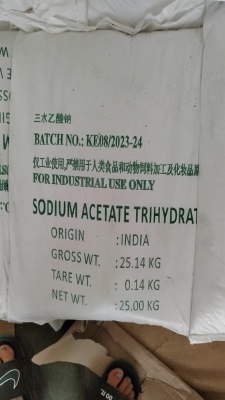 三水乙酸钠
BATCH NO.: KE08/2023-24
仅工业使用,严禁用于人类食品和动物饲料加工及化妆品
FOR INDUSTRIAL USE ONLY
SODIUM ACETATE TRIHYDRAT
ORIGIN : INDIA
GROSS WT. : 25.14 KG
TARE WT. : 0.14 KG
NET WT. : 25.00 KG